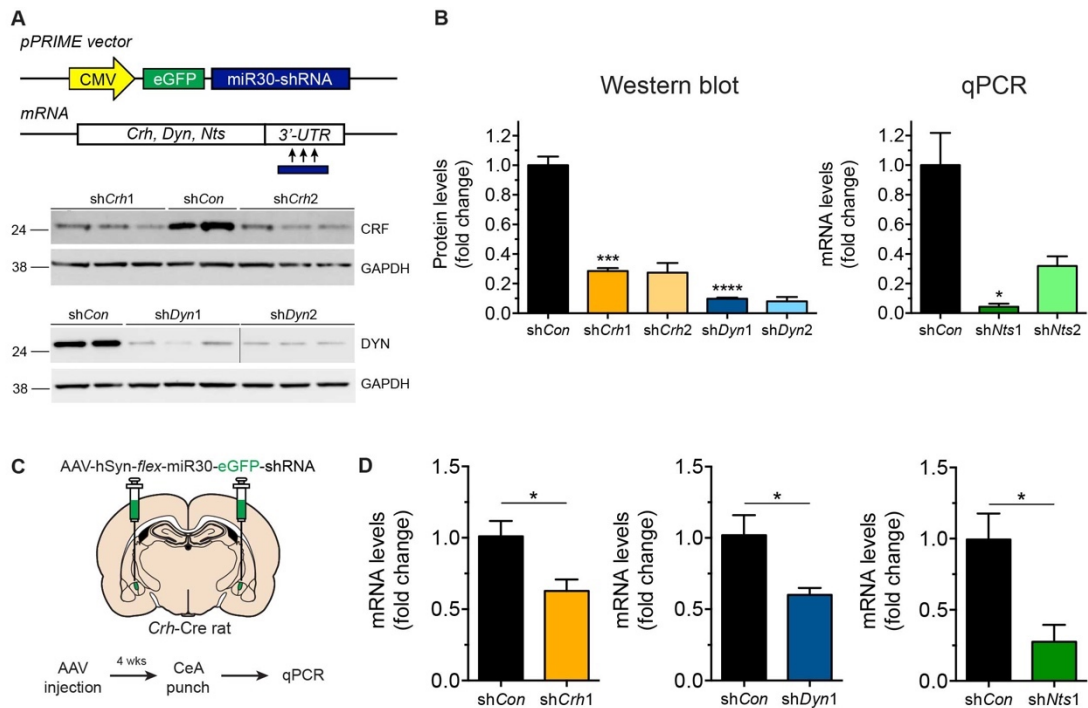 A
pPRIME vector
CMV
eGFP
miR30-shRNA
mRNA
Crh, Dyn, Nts
3'-UTR
shCrh1
shCon
shCrh2
24
CRF
38
GAPDH
shCon
shDyn1
shDyn2
24
DYN
38
GAPDH
B
Western blot
Protein levels
(fold change)
1.2
1.0
0.8
0.6
0.4
0.2
0.0
***
****
shCon
shCrh1
shCrh2
shDyn1
shDyn2
qPCR
mRNA levels
(fold change)
1.2
1.0
0.8
0.6
0.4
0.2
0.0
*
shCon
shNts1
shNts2
C
AAV-hSyn-flex-miR30-eGFP-shRNA
Crh-Cre rat
AAV
injection
4 wks
CeA
punch
qPCR
D
mRNA levels
(fold change)
1.5
1.0
0.5
0.0
*
shCon
shCrh1
mRNA levels
(fold change)
1.5
1.0
0.5
0.0
*
shCon
shDyn1
mRNA levels
(fold change)
1.5
1.0
0.5
0.0
*
shCon
shNts1